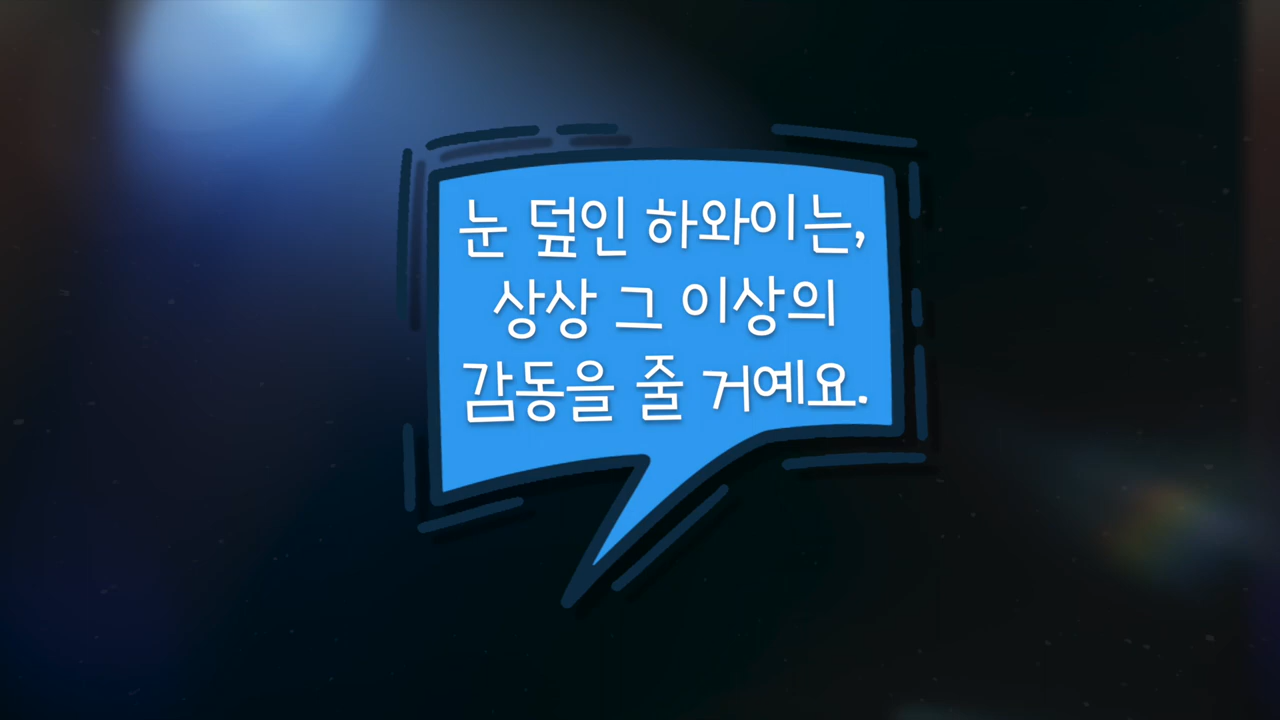 눈 덮인 하와이는,
상상 그 이상의
감동을 줄 거예요.